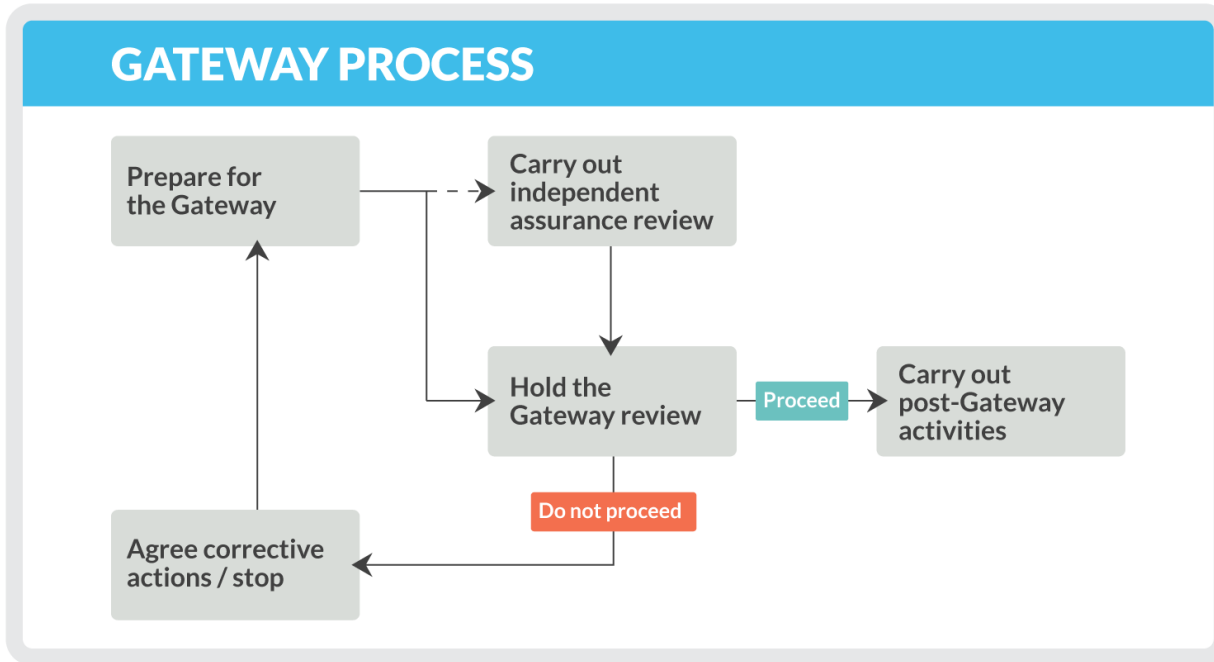 GATEWAY PROCESS
Prepare for
the Gateway
Carry out
independent
assurance review
Hold the
Gateway review
Proceed
Carry out
post-Gateway
activities
Do not proceed
Agree corrective
actions / stop